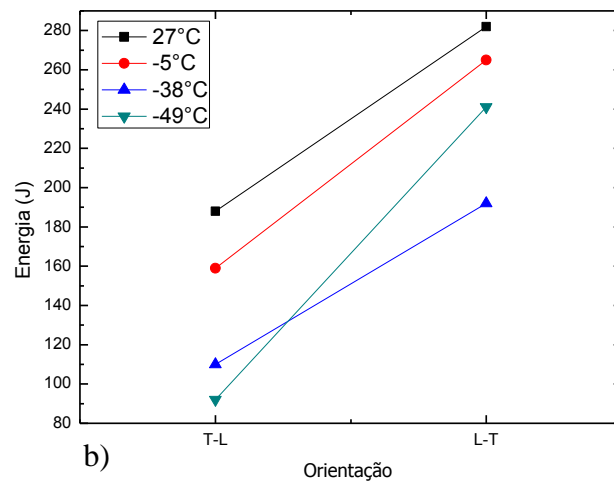 280
260
240
220
200
180
160
140
120
100
80
Energia (J)
27°C
-5°C
-38°C
-49°C
T-L
L-T
b)
Orientação